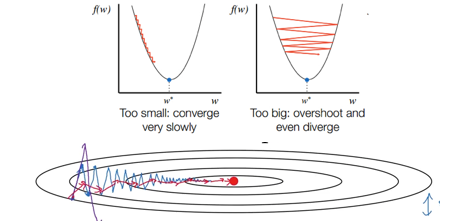 f(w) f(w)
w* w w* w
Too small: converge Too big: overshoot and
very slowly even diverge